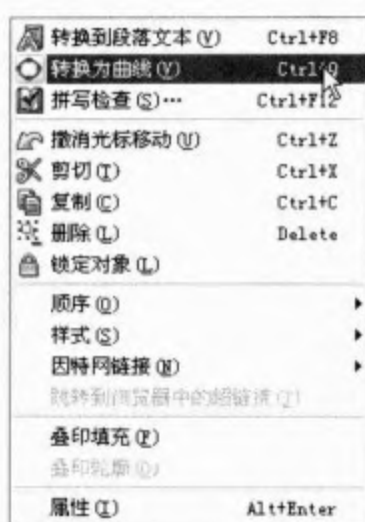 转换到段落文本(V) Ctrl+F8
转换为曲线(V) Ctrl+Q
拼写检查(S)… Ctrl+F12
撤消光标移动(U) Ctrl+Z
剪切(T) Ctrl+X
复制(C) Ctrl+C
删除(L) Delete
锁定对象(L)
顺序(O)
样式(S)
因特网链接(N)
跳转到浏览器中的超链接(I)
叠印填充(F)
叠印轮廓(O)
属性(I) Alt+Enter